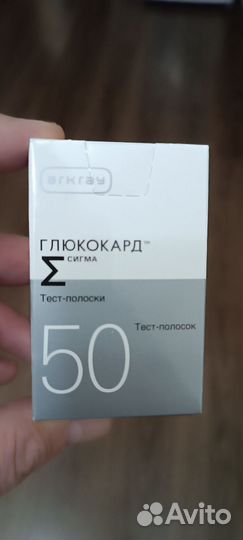 arkray
ГЛЮКОКАРД™
Σ СИГМА
Тест-полоски
50 Тест-полосок
Avito